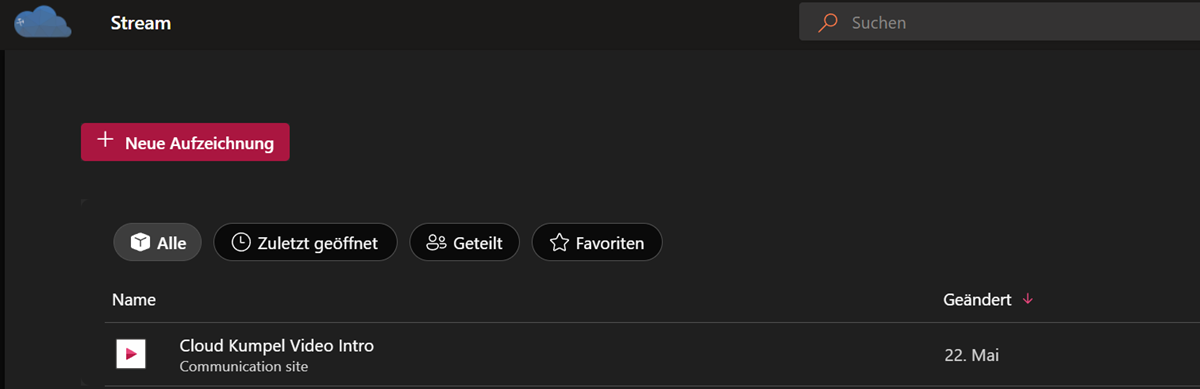 Stream
Suchen
Neue Aufzeichnung
Alle
Zuletzt geöffnet
Geteilt
Favoriten
Name
Geändert
Cloud Kumpel Video Intro
Communication site
22. Mai